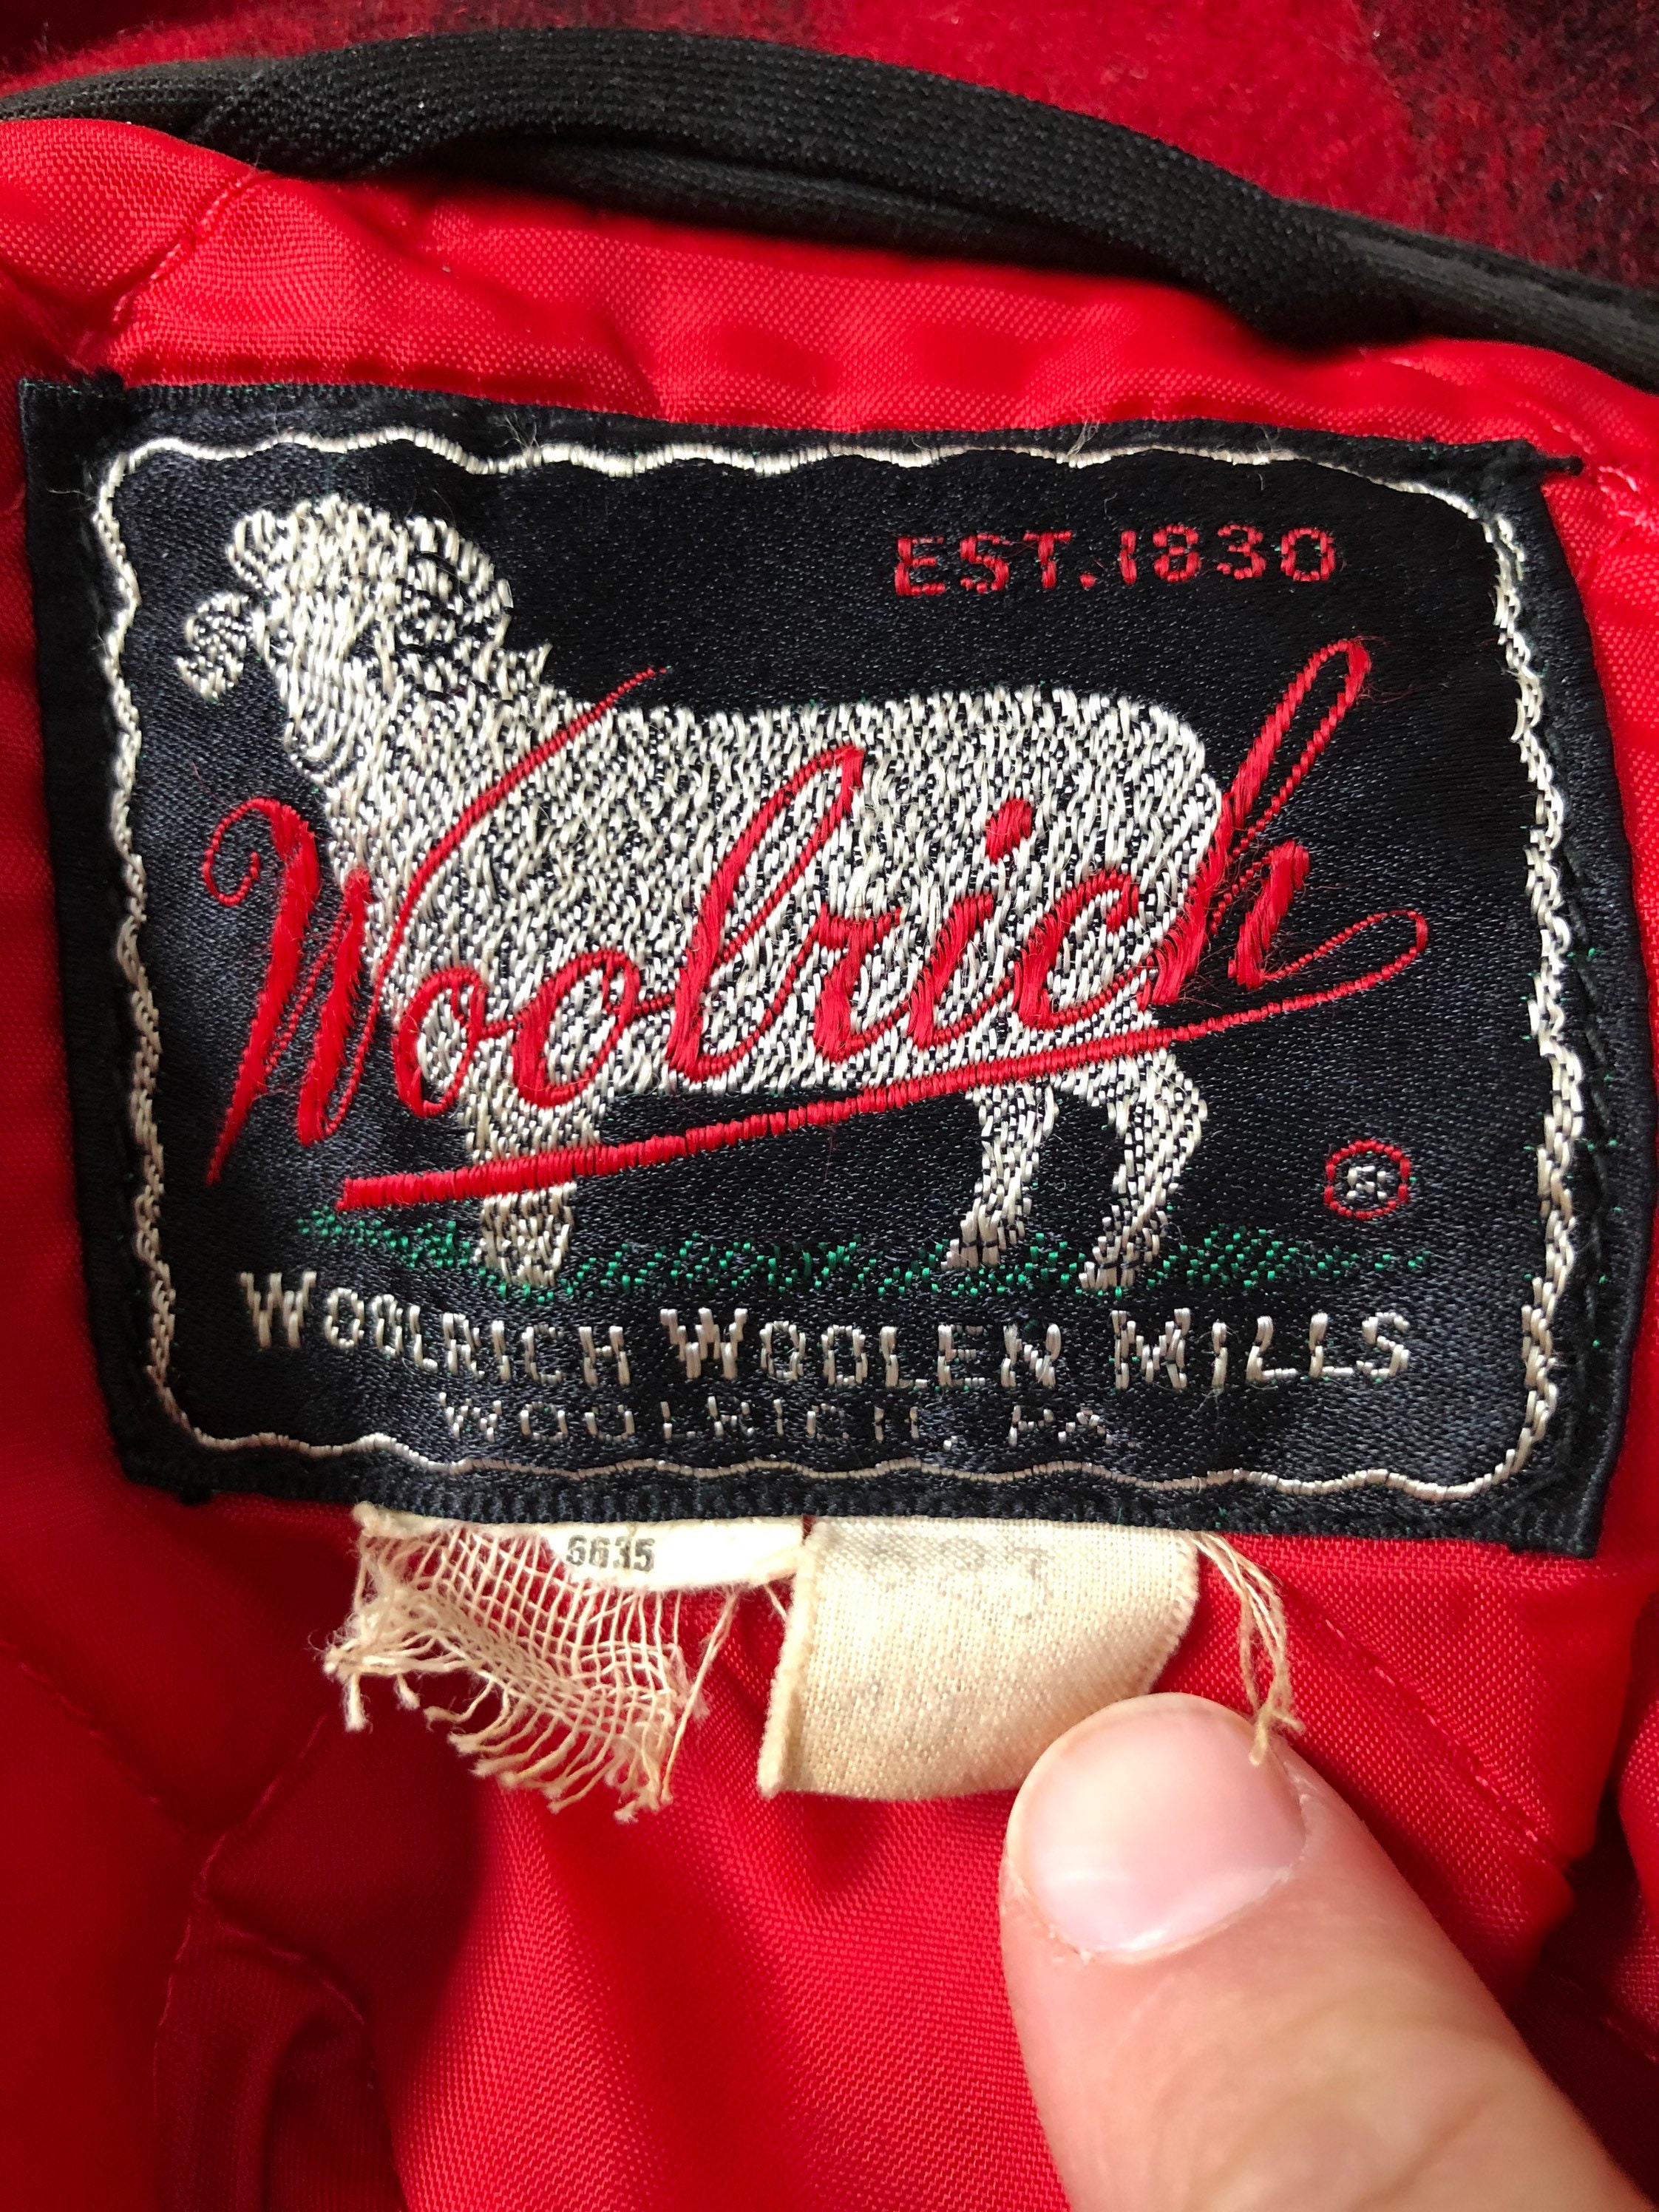 EST.1830
Woolrich
®
WOOLRICH WOOLEN MILLS
WOOLRICH, PA.
6635